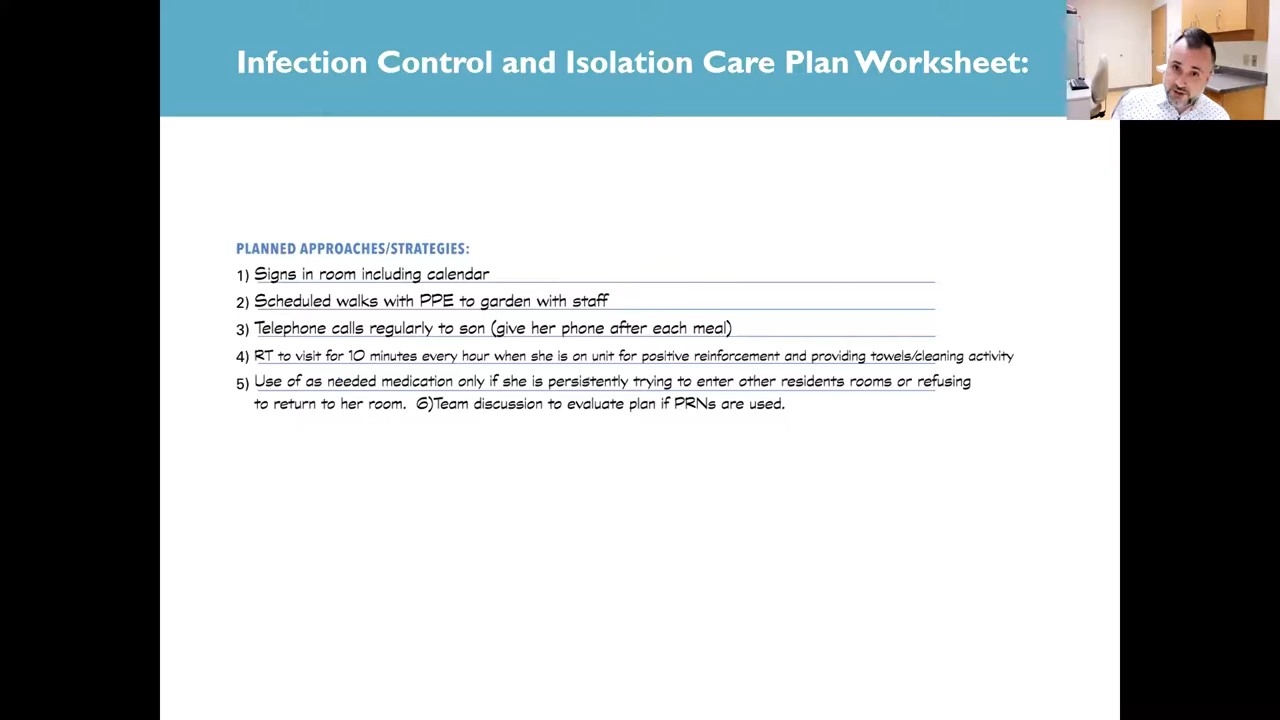 Infection Control and Isolation Care Plan Worksheet:
PLANNED APPROACHES/STRATEGIES:
1) Signs in room including calendar
2) Scheduled walks with PPE to garden with staff
3) Telephone calls regularly to son (give her phone after each meal)
4) RT to visit for 10 minutes every hour when she is on unit for positive reinforcement and providing towels/cleaning activity
5) Use of as needed medication only if she is persistently trying to enter other residents rooms or refusing
to return to her room. 6)Team discussion to evaluate plan if PRNs are used.